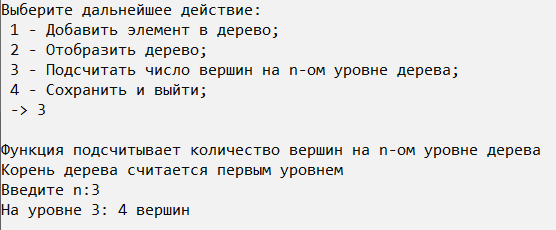 Выберите дальнейшее действие:
1 - Добавить элемент в дерево;
2 - Отобразить дерево;
3 - Подсчитать число вершин на n-ом уровне дерева;
4 - Сохранить и выйти;
-> 3
Функция подсчитывает количество вершин на n-ом уровне дерева
Корень дерева считается первым уровнем
Введите n:3
На уровне 3: 4 вершин